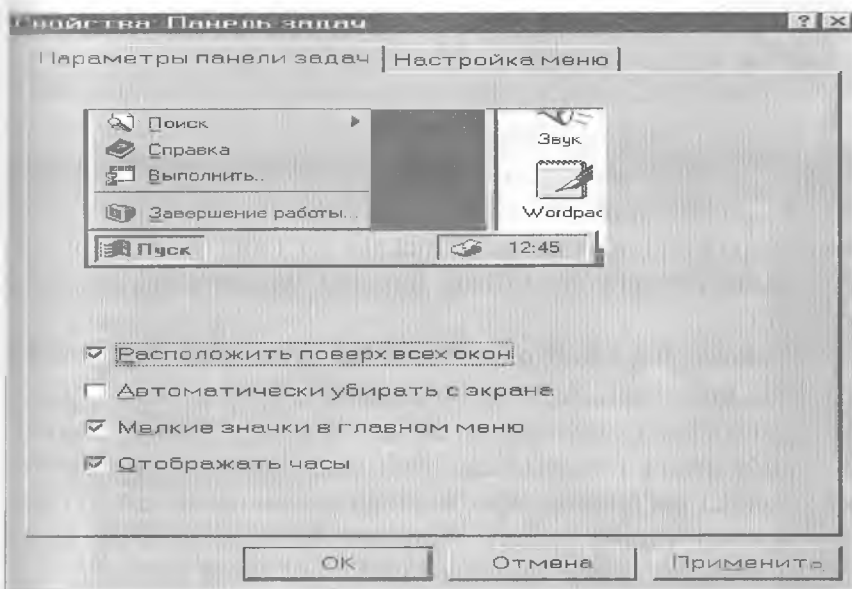 Свойства: Панель задач
Параметры панели задач Настройка меню
Поиск
Справка
Выполнить..
Завершение работы...
Звук
Wordpad
Пуск 12:45
Расположить поверх всех окон
Автоматически убирать с экрана
Мелкие значки в главном меню
Отображать часы
ОК Отмена Применить